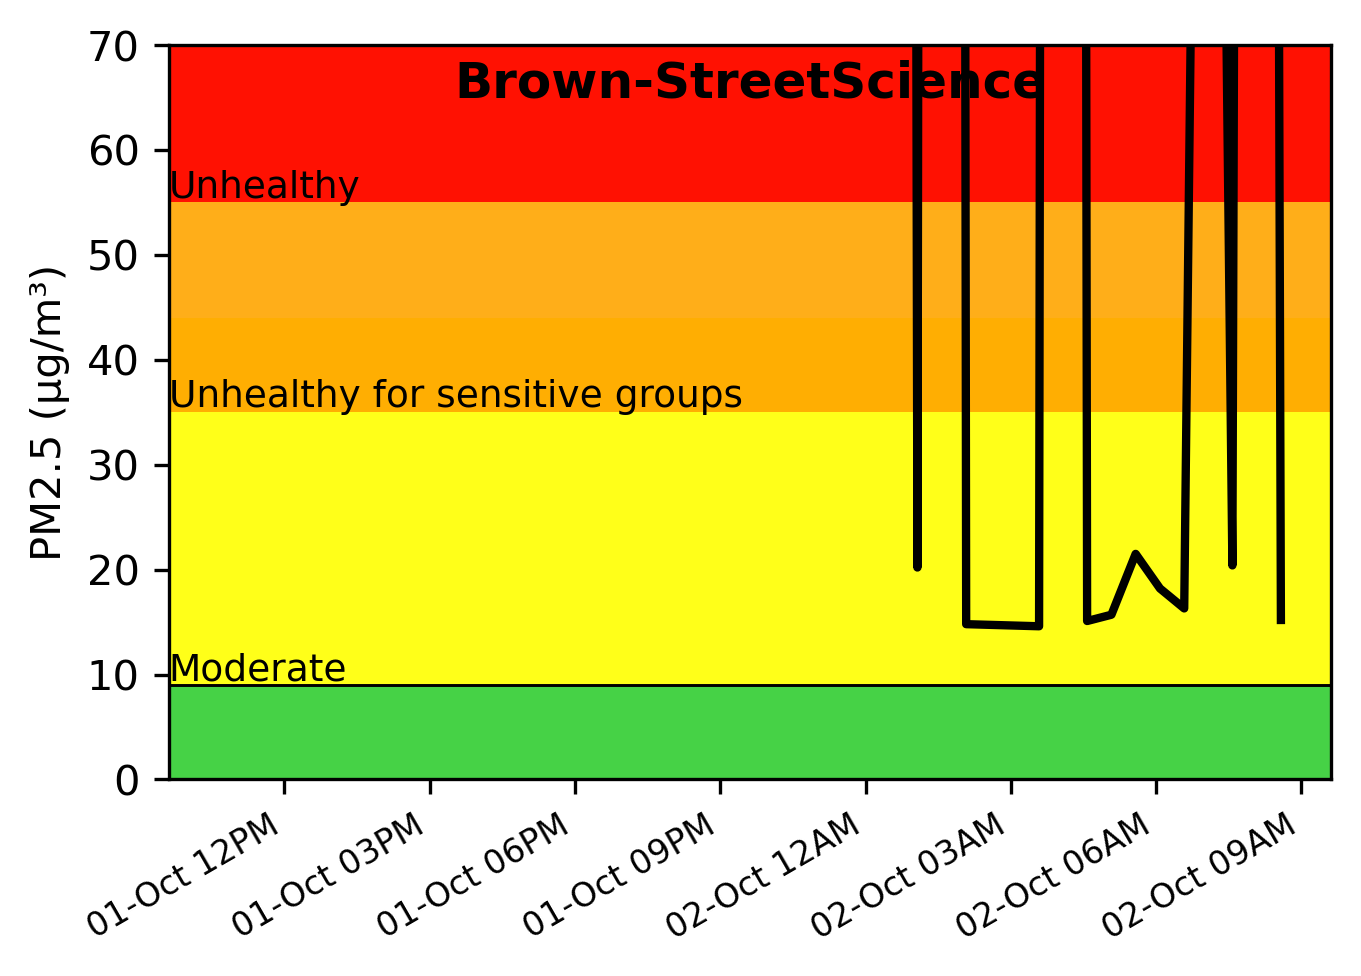 Brown-StreetScience
PM2.5 (µg/m³)
70
60
50
40
30
20
10
0
Unhealthy
Unhealthy for sensitive groups
Moderate
01-Oct 12PM
01-Oct 03PM
01-Oct 06PM
01-Oct 09PM
02-Oct 12AM
02-Oct 03AM
02-Oct 06AM
02-Oct 09AM